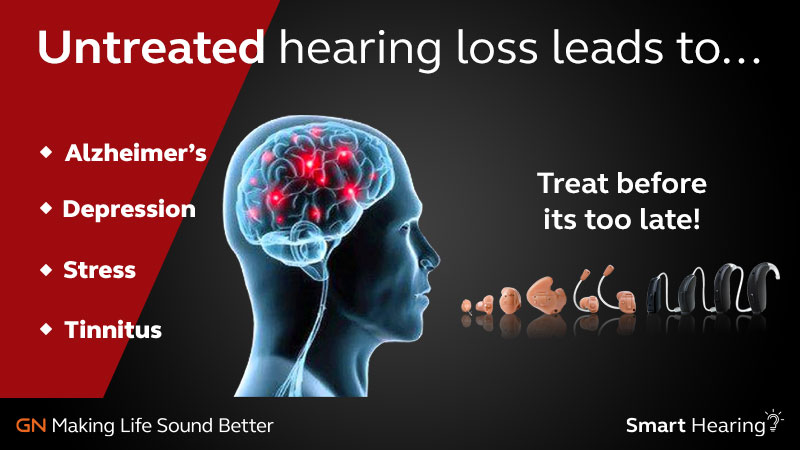 Untreated hearing loss leads to...
Alzheimer's
Depression
Stress
Tinnitus
Treat before
its too late!
GN Making Life Sound Better
Smart Hearing